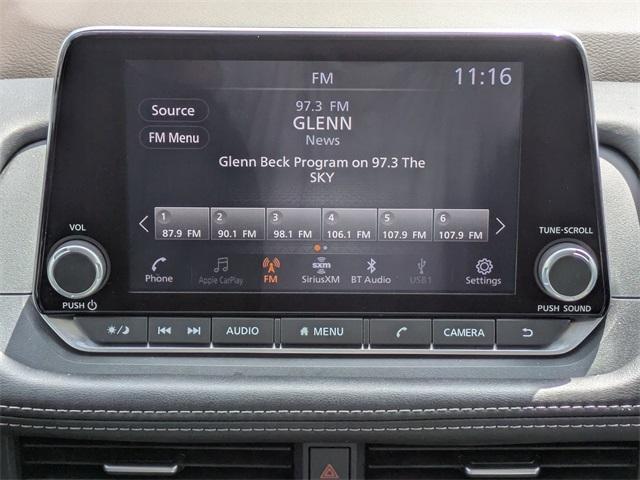 FM
11:16
Source
97.3 FM
FM Menu
GLENN
News
Glenn Beck Program on 97.3 The
SKY
1 2 3 4 5 6
87.9 FM 90.1 FM 98.1 FM 106.1 FM 107.9 FM 107.9 FM
sxm
Phone Apple CarPlay FM SiriusXM BT Audio USB1 Settings
VOL
PUSH
TUNE·SCROLL
PUSH SOUND
AUDIO MENU CAMERA